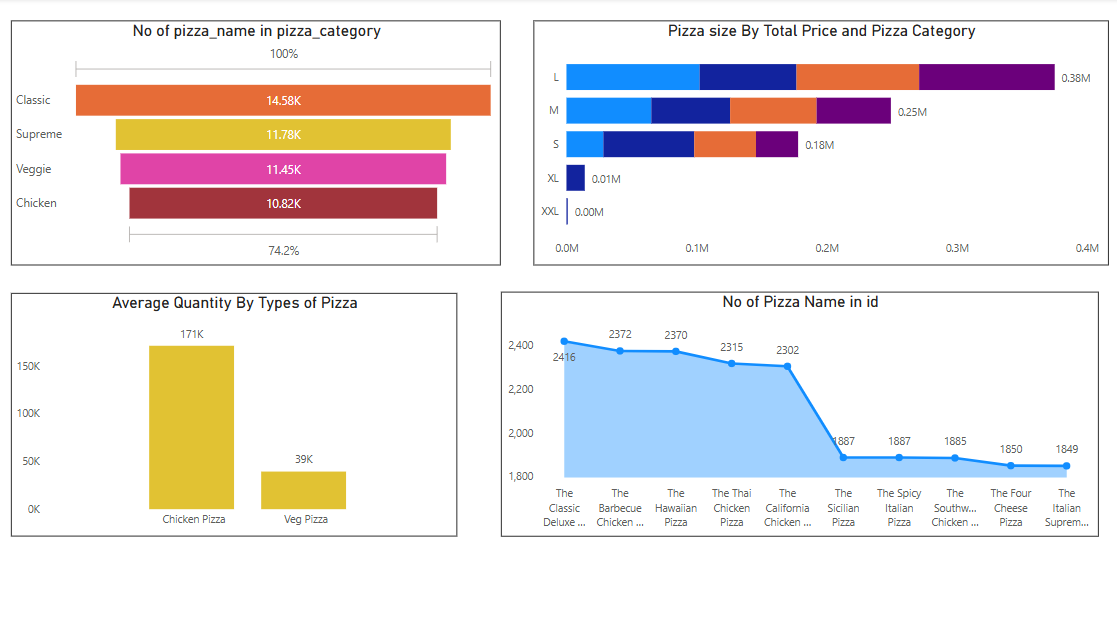 No of pizza_name in pizza_category
100%
Classic 14.58K
Supreme 11.78K
Veggie 11.45K
Chicken 10.82K
74.2%
Pizza size By Total Price and Pizza Category
L 0.38M
M 0.25M
S 0.18M
XL 0.01M
XXL 0.00M
0.0M 0.1M 0.2M 0.3M 0.4M
Average Quantity By Types of Pizza
171K
150K
100K
50K
39K
0K
Chicken Pizza Veg Pizza
No of Pizza Name in id
2,400
2,200
2,000
1,800
2416 2372 2370 2315 2302 1887 1887 1885 1850 1849
The Classic Deluxe ...
The Barbecue Chicken ...
The Hawaiian Pizza
The Thai Chicken Pizza
The California Chicken ...
The Sicilian Pizza
The Spicy Italian Pizza
The Southw... Chicken ...
The Four Cheese Pizza
The Italian Suprem...